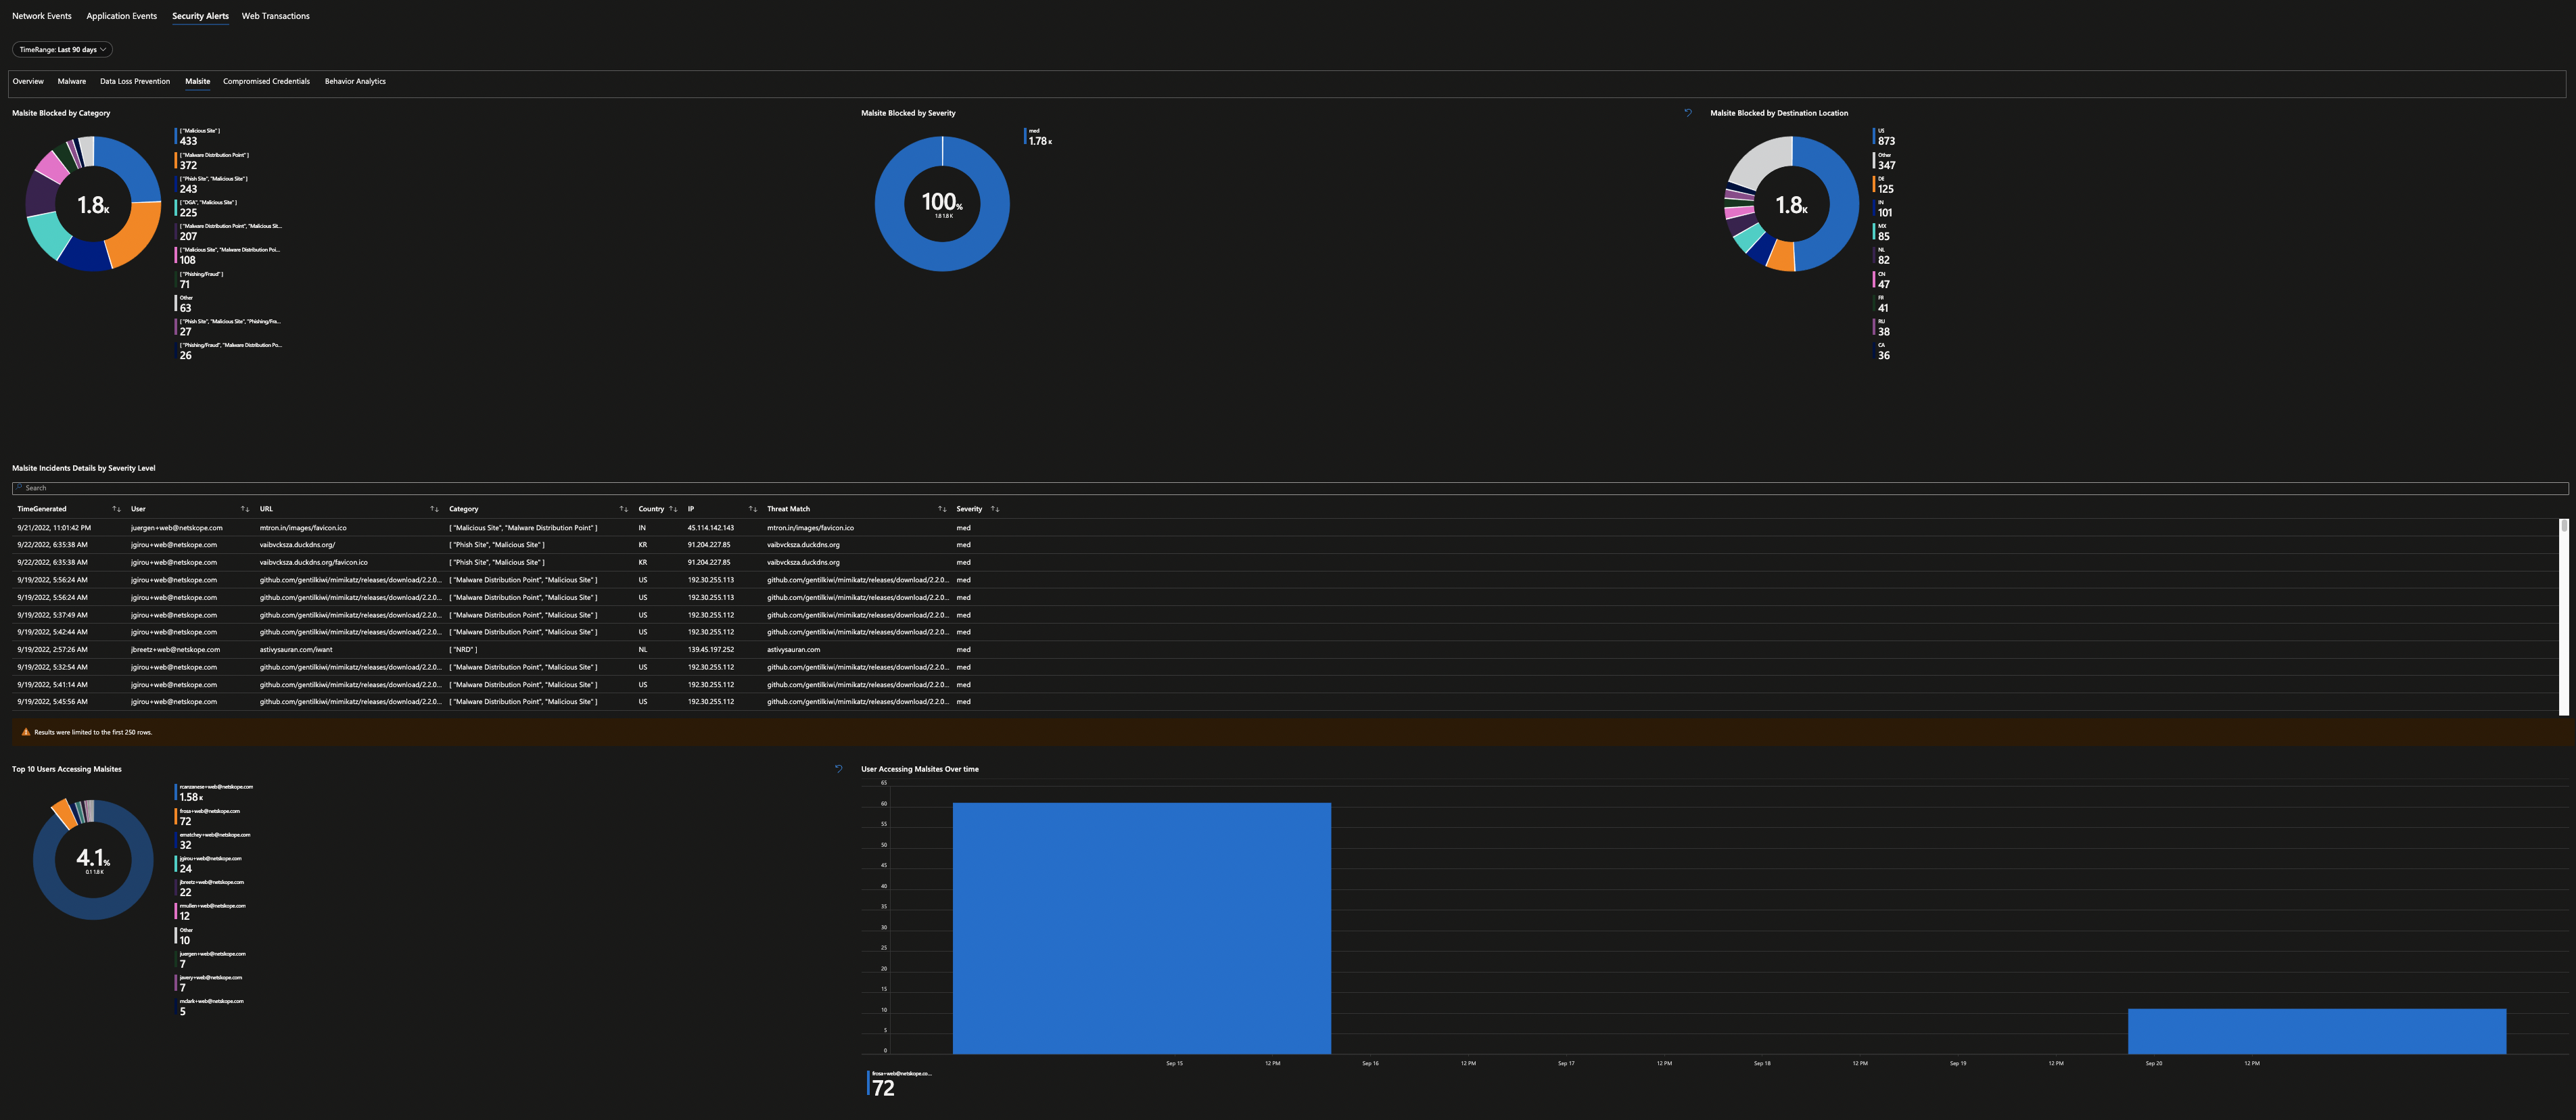 Network Events Application Events Security Alerts Web Transactions
TimeRange: Last 90 days
Overview Malware Data Loss Prevention Malsite Compromised Credentials Behavior Analytics
Malsite Blocked by Category
1.8K
[ "Malicious Site" ]
433
[ "Malware Distribution Point" ]
372
[ "Phish Site", "Malicious Site" ]
243
[ "DGA", "Malicious Site" ]
225
[ "Malware Distribution Point", "Malicious Sit...
207
[ "Malicious Site", "Malware Distribution Poi...
108
[ "Phishing/Fraud" ]
71
Other
63
[ "Phish Site", "Malicious Site", "Phishing/Fra...
27
[ "Phishing/Fraud", "Malware Distribution Po...
26
Malsite Blocked by Severity
100%
1.8 1.8 K
med
1.78 K
Malsite Blocked by Destination Location
1.8K
US
873
Other
347
DE
125
IN
101
MX
85
NL
82
CN
47
FR
41
RU
38
CA
36
Malsite Incidents Details by Severity Level
Search
TimeGenerated User URL Category Country IP Threat Match Severity
9/21/2022, 11:01:42 PM juergen+web@netskope.com mtron.in/images/favicon.ico [ "Malicious Site", "Malware Distribution Point" ] IN 45.114.142.143 mtron.in/images/favicon.ico med
9/22/2022, 6:35:38 AM jgirou+web@netskope.com vaibvcksza.duckdns.org/ [ "Phish Site", "Malicious Site" ] KR 91.204.227.85 vaibvcksza.duckdns.org med
9/22/2022, 6:35:38 AM jgirou+web@netskope.com vaibvcksza.duckdns.org/favicon.ico [ "Phish Site", "Malicious Site" ] KR 91.204.227.85 vaibvcksza.duckdns.org med
9/19/2022, 5:56:24 AM jgirou+web@netskope.com github.com/gentilkiwi/mimikatz/releases/download/2.2.0... [ "Malware Distribution Point", "Malicious Site" ] US 192.30.255.113 github.com/gentilkiwi/mimikatz/releases/download/2.2.0... med
9/19/2022, 5:56:24 AM jgirou+web@netskope.com github.com/gentilkiwi/mimikatz/releases/download/2.2.0... [ "Malware Distribution Point", "Malicious Site" ] US 192.30.255.113 github.com/gentilkiwi/mimikatz/releases/download/2.2.0... med
9/19/2022, 5:37:49 AM jgirou+web@netskope.com github.com/gentilkiwi/mimikatz/releases/download/2.2.0... [ "Malware Distribution Point", "Malicious Site" ] US 192.30.255.112 github.com/gentilkiwi/mimikatz/releases/download/2.2.0... med
9/19/2022, 5:42:44 AM jgirou+web@netskope.com github.com/gentilkiwi/mimikatz/releases/download/2.2.0... [ "Malware Distribution Point", "Malicious Site" ] US 192.30.255.112 github.com/gentilkiwi/mimikatz/releases/download/2.2.0... med
9/19/2022, 2:57:26 AM jbreetz+web@netskope.com astivysauran.com/iwant [ "NRD" ] NL 139.45.197.252 astivysauran.com med
9/19/2022, 5:32:54 AM jgirou+web@netskope.com github.com/gentilkiwi/mimikatz/releases/download/2.2.0... [ "Malware Distribution Point", "Malicious Site" ] US 192.30.255.112 github.com/gentilkiwi/mimikatz/releases/download/2.2.0... med
9/19/2022, 5:41:14 AM jgirou+web@netskope.com github.com/gentilkiwi/mimikatz/releases/download/2.2.0... [ "Malware Distribution Point", "Malicious Site" ] US 192.30.255.112 github.com/gentilkiwi/mimikatz/releases/download/2.2.0... med
9/19/2022, 5:45:56 AM jgirou+web@netskope.com github.com/gentilkiwi/mimikatz/releases/download/2.2.0... [ "Malware Distribution Point", "Malicious Site" ] US 192.30.255.112 github.com/gentilkiwi/mimikatz/releases/download/2.2.0... med
Results were limited to the first 250 rows.
Top 10 Users Accessing Malsites
4.1%
0.1 1.8 K
rcanzanese+web@netskope.com
1.58 K
frosa+web@netskope.com
72
ematchey+web@netskope.com
32
jgirou+web@netskope.com
24
jbreetz+web@netskope.com
22
rmullen+web@netskope.com
12
Other
10
juergen+web@netskope.com
7
javery+web@netskope.com
7
mclark+web@netskope.com
5
User Accessing Malsites Over time
65
60
55
50
45
40
35
30
25
20
15
10
5
0
Sep 15 12 PM Sep 16 12 PM Sep 17 12 PM Sep 18 12 PM Sep 19 12 PM Sep 20 12 PM
frosa+web@netskope.co...
72